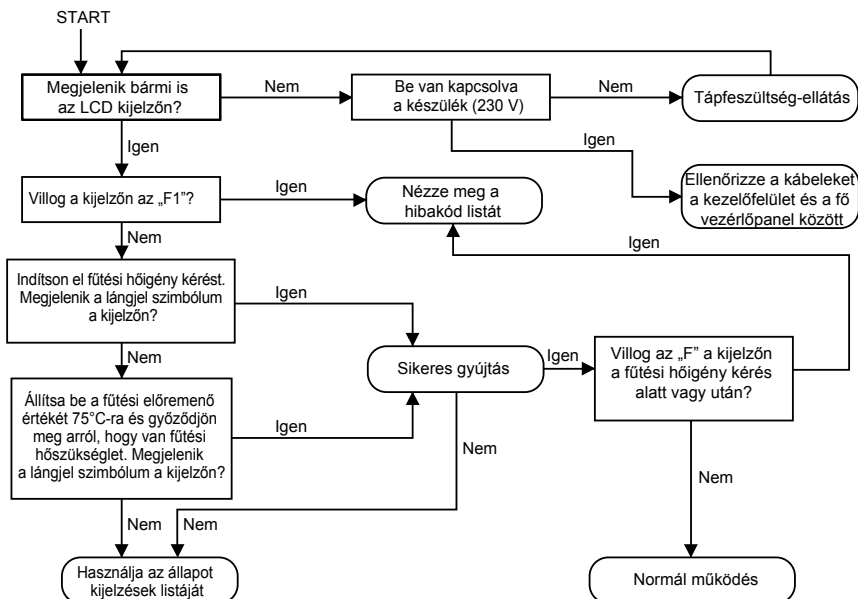 START
Megjelenik bármi is
az LCD kijelzőn?
Nem
Be van kapcsolva
a készülék (230 V)
Nem
Tápfeszültség-ellátás
Igen
Igen
Villog a kijelzőn az „F1”?
Igen
Nézze meg a
hibakód listát
Ellenőrizze a kábeleket
a kezelőfelület és a fő
vezérlőpanel között
Nem
Igen
Indítson el fűtési hőigény kérést.
Megjelenik a lángjel szimbólum
a kijelzőn?
Igen
Nem
Sikeres gyújtás
Igen
Villog az „F” a kijelzőn
a fűtési hőigény kérés
alatt vagy után?
Állítsa be a fűtési előremenő
értékét 75°C-ra és győződjön
meg arról, hogy van fűtési
hőszükséglet. Megjelenik
a lángjel szimbólum a kijelzőn?
Igen
Nem
Nem
Nem
Nem
Használja az állapot
kijelzések listáját
Normál működés